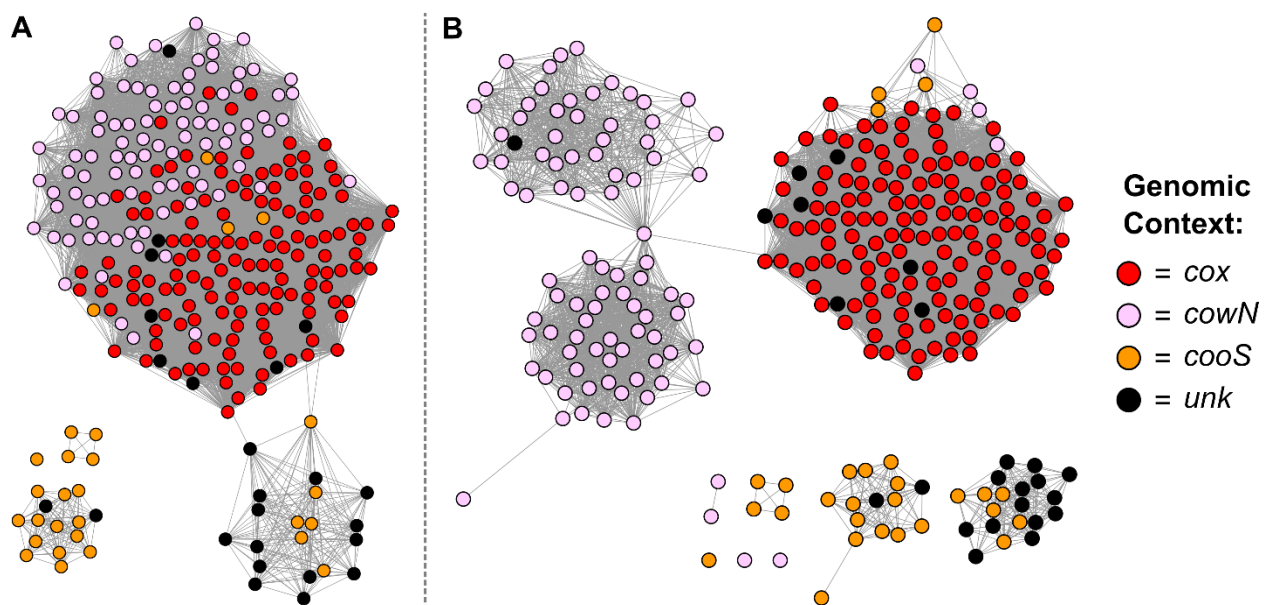 A
B
Genomic
Context:
= cox
= cowN
= cooS
= unk